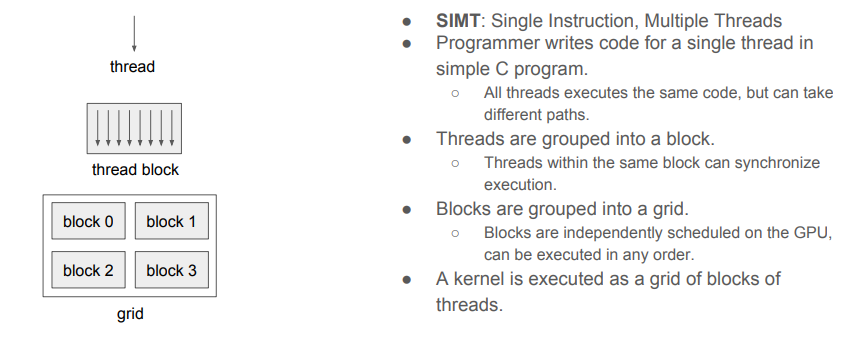 thread
thread block
block 0
block 1
block 2
block 3
grid
● SIMT: Single Instruction, Multiple Threads
● Programmer writes code for a single thread in
simple C program.
○ All threads executes the same code, but can take
different paths.
● Threads are grouped into a block.
○ Threads within the same block can synchronize
execution.
● Blocks are grouped into a grid.
○ Blocks are independently scheduled on the GPU,
can be executed in any order.
● A kernel is executed as a grid of blocks of
threads.